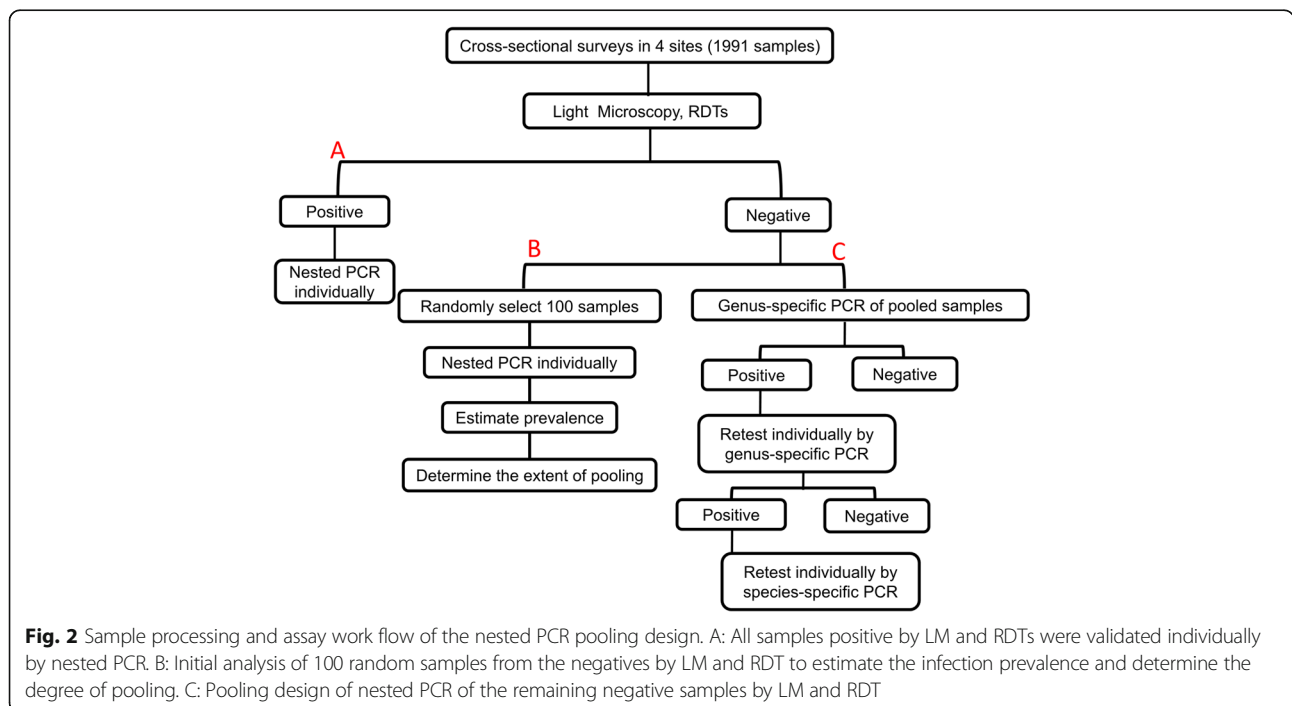 Cross-sectional surveys in 4 sites (1991 samples)
Light Microscopy, RDTs
A
Positive
Negative
Nested PCR
individually
B
C
Randomly select 100 samples
Genus-specific PCR of pooled samples
Nested PCR individually
Positive
Negative
Estimate prevalence
Retest individually by
genus-specific PCR
Determine the extent of pooling
Positive
Negative
Retest individually by
species-specific PCR
Fig. 2 Sample processing and assay work flow of the nested PCR pooling design. A: All samples positive by LM and RDTs were validated individually
by nested PCR. B: Initial analysis of 100 random samples from the negatives by LM and RDT to estimate the infection prevalence and determine the
degree of pooling. C: Pooling design of nested PCR of the remaining negative samples by LM and RDT